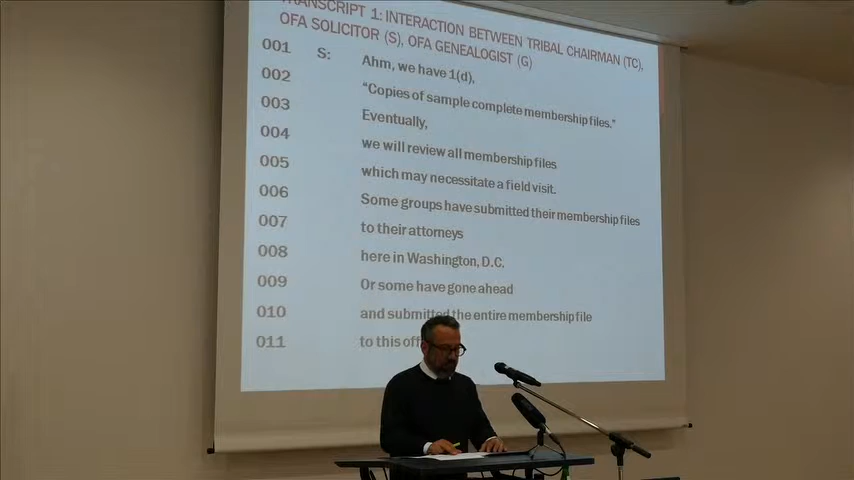 TRANSCRIPT 1: INTERACTION BETWEEN TRIBAL CHAIRMAN (TC),
OFA SOLICITOR (S), OFA GENEALOGIST (G)
001 S: Ahm, we have 1(d),
002 "Copies of sample complete membership files."
003 Eventually,
004 we will review all membership files
005 which may necessitate a field visit.
006 Some groups have submitted their membership files
007 to their attorneys
008 here in Washington, D.C.
009 Or some have gone ahead
010 and submitted the entire membership file
011 to this